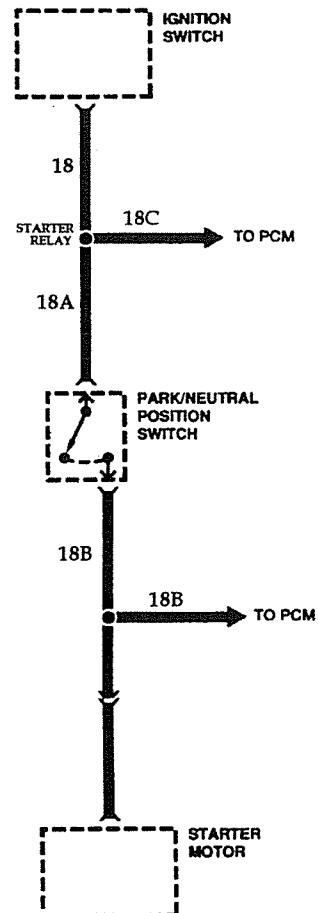 IGNITION
SWITCH
18
18C
STARTER
RELAY
TO PCM
18A
PARK/NEUTRAL
POSITION
SWITCH
18B
18B
TO PCM
STARTER
MOTOR